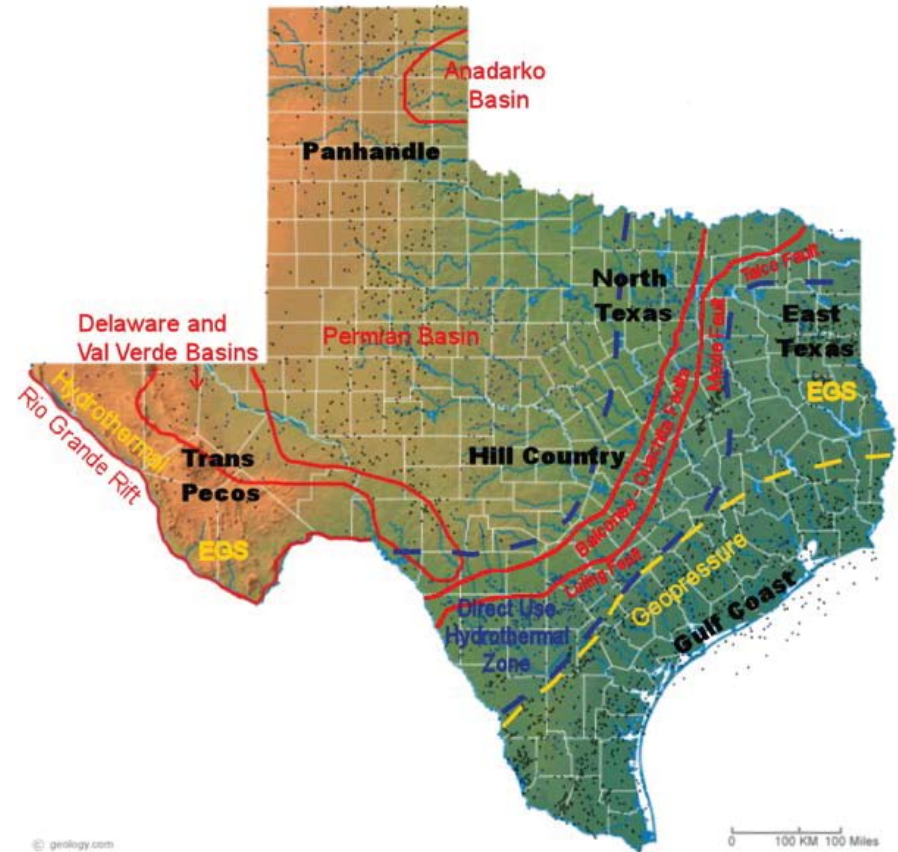 Anadarko
Basin
Panhandle
North
Texas
Talco Fault
East
Texas
EGS
Delaware and
Val Verde Basins
Permian Basin
Mexia Fault
Hydrothermal
Rio Grande Rift
Trans
Pecos
EGS
Hill Country
Balcones - Ouachita Faults
Luling Fault
Direct Use
Hydrothermal
Zone
Geopressure
Gulf Coast
© geology.com
0 100 KM 100 Miles